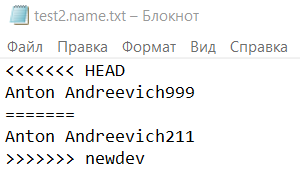 test2.name.txt – Блокнот
Файл Правка Формат Вид Справка
<<<<<<< HEAD
Anton Andreevich999
=======
Anton Andreevich211
>>>>>>> newdev